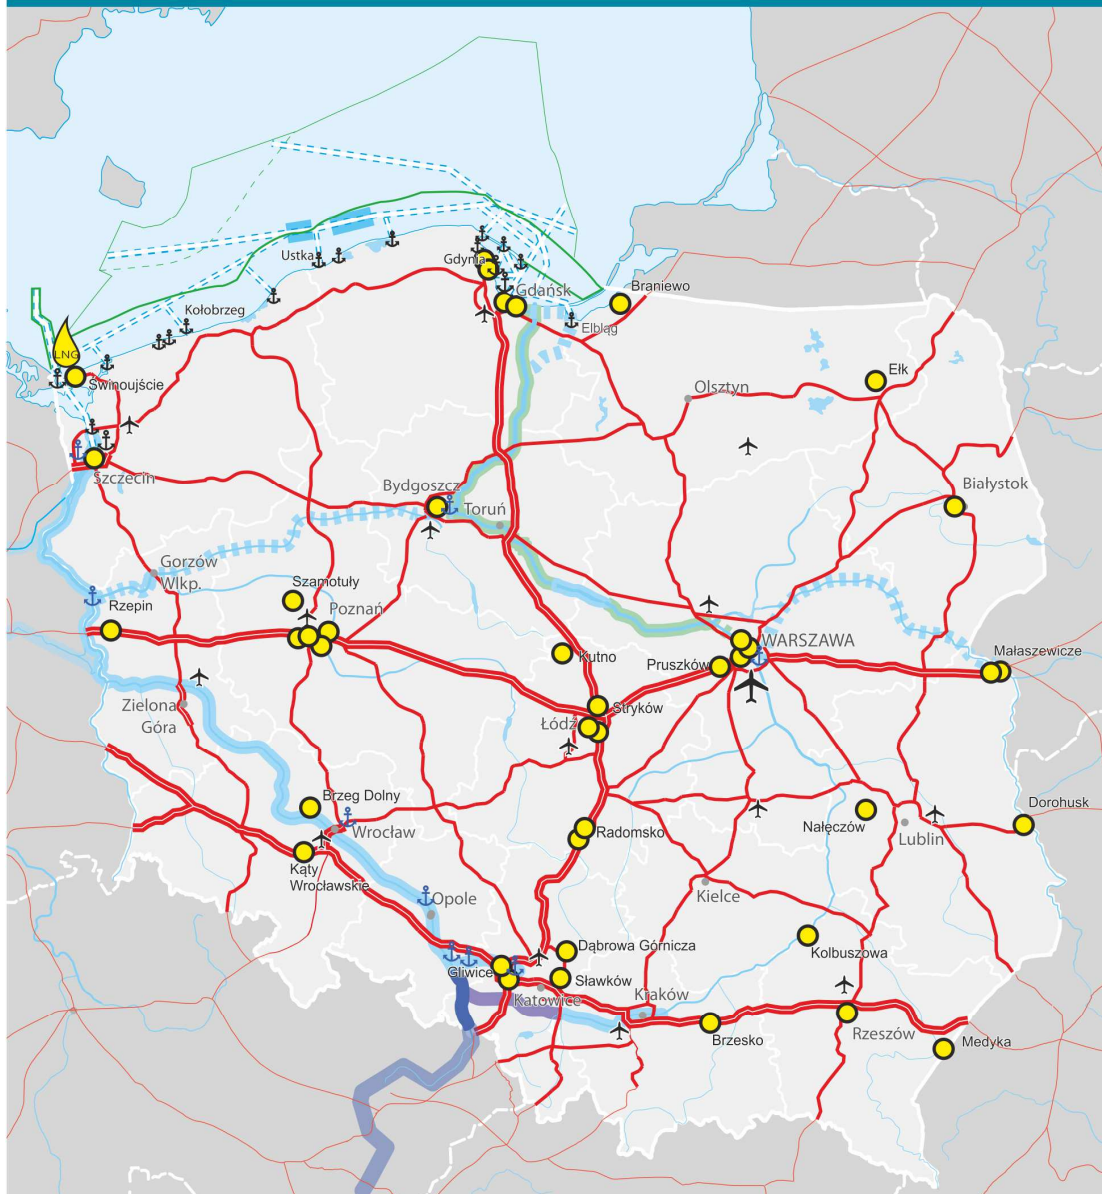 Ustka
Gdynia
Gdańsk
Braniewo
Kołobrzeg
Elbląg
LNG
Świnoujście
Ełk
Olsztyn
Szczecin
Bydgoszcz
Toruń
Białystok
Gorzów
Wlkp.
Szamotuły
Rzepin
Poznań
WARSZAWA
Kutno
Pruszków
Małaszewicze
Zielona
Góra
Stryków
Łódź
Brzeg Dolny
Wrocław
Radomsko
Nałęczów
Dorohusk
Lublin
Kąty
Wrocławskie
Kielce
Opole
Dąbrowa Górnicza
Kolbuszowa
Gliwice
Sławków
Katowice
Kraków
Brzesko
Rzeszów
Medyka